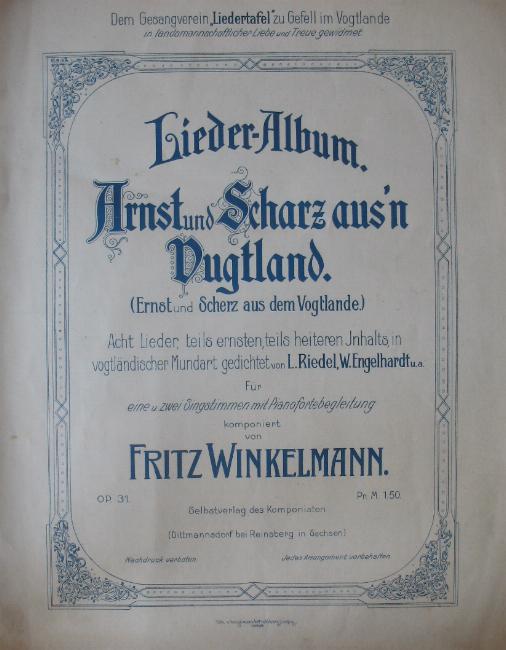 Dem Gesangverein „Liedertafel" zu Gefell im Vogtlande
in landsmannschaftlicher Liebe und Treue gewidmet
Lieder-Album.
Arnst und Scharz aus'n
Vugtland.
(Ernst und Scherz aus dem Vogtlande.)
Acht Lieder, teils ernsten, teils heiteren Jnhalts, in
vogtländischer Mundart gedichtet von L. Riedel, W. Engelhardt u.a.
Für
eine u. zwei Singstimmen mit Pianofortebegleitung
komponiert
von
FRITZ WINKELMANN.
OP. 31. Pr. M. 1.50.
Selbstverlag des Komponisten
(Dittmannsdorf bei Reinsberg in Sachsen)
Nachdruck verboten. Jedes Arrangement vorbehalten.